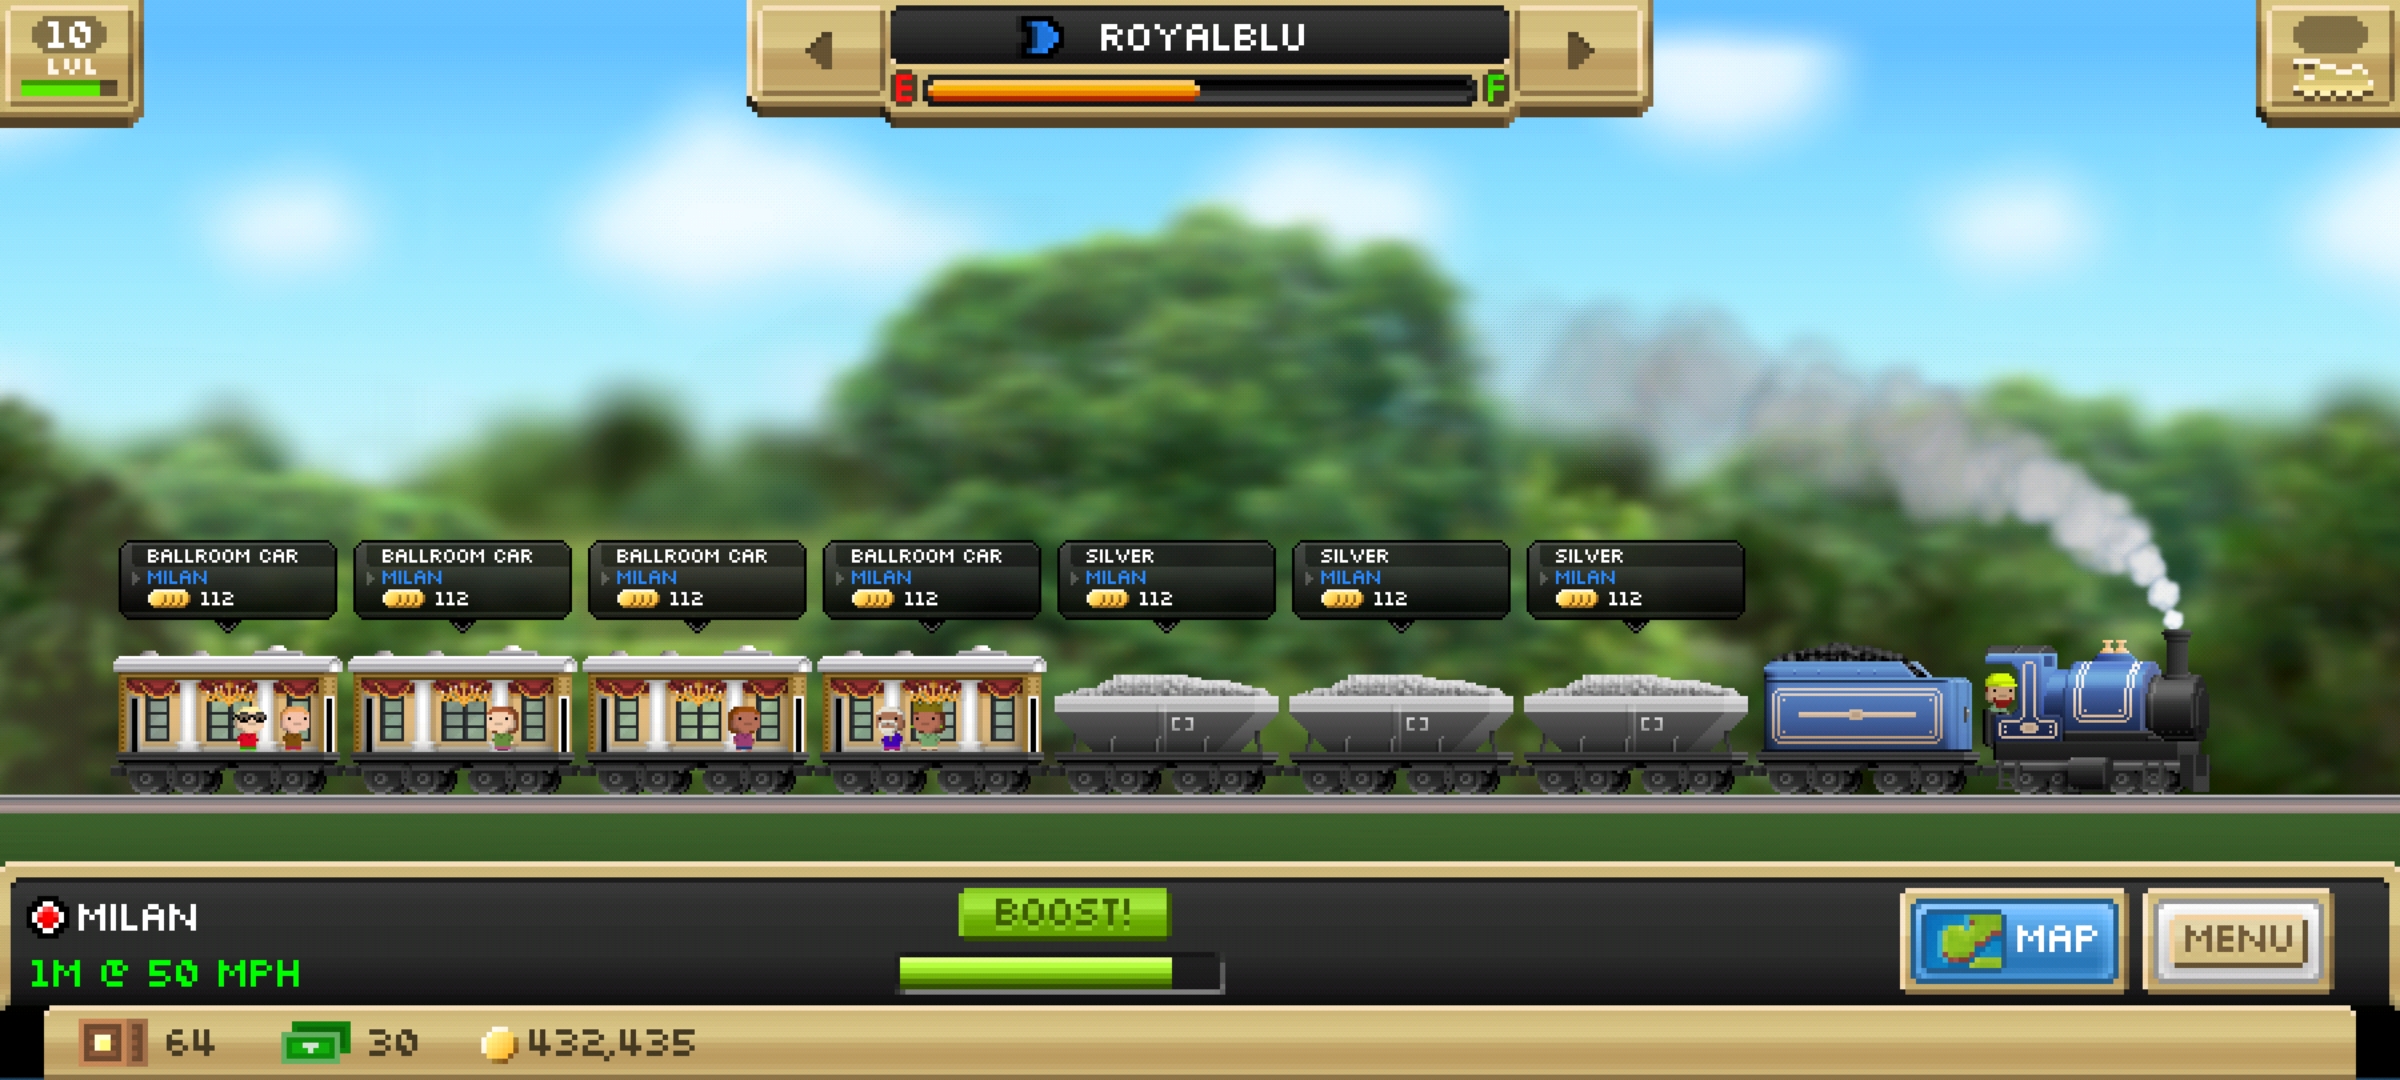 10
LVL
ROYALBLU
E
F
BALLROOM CAR
MILAN
112
BALLROOM CAR
MILAN
112
BALLROOM CAR
MILAN
112
BALLROOM CAR
MILAN
112
SILVER
MILAN
112
SILVER
MILAN
112
SILVER
MILAN
112
MILAN
1M @ 50 MPH
BOOST!
MAP
MENU
64
30
432,435